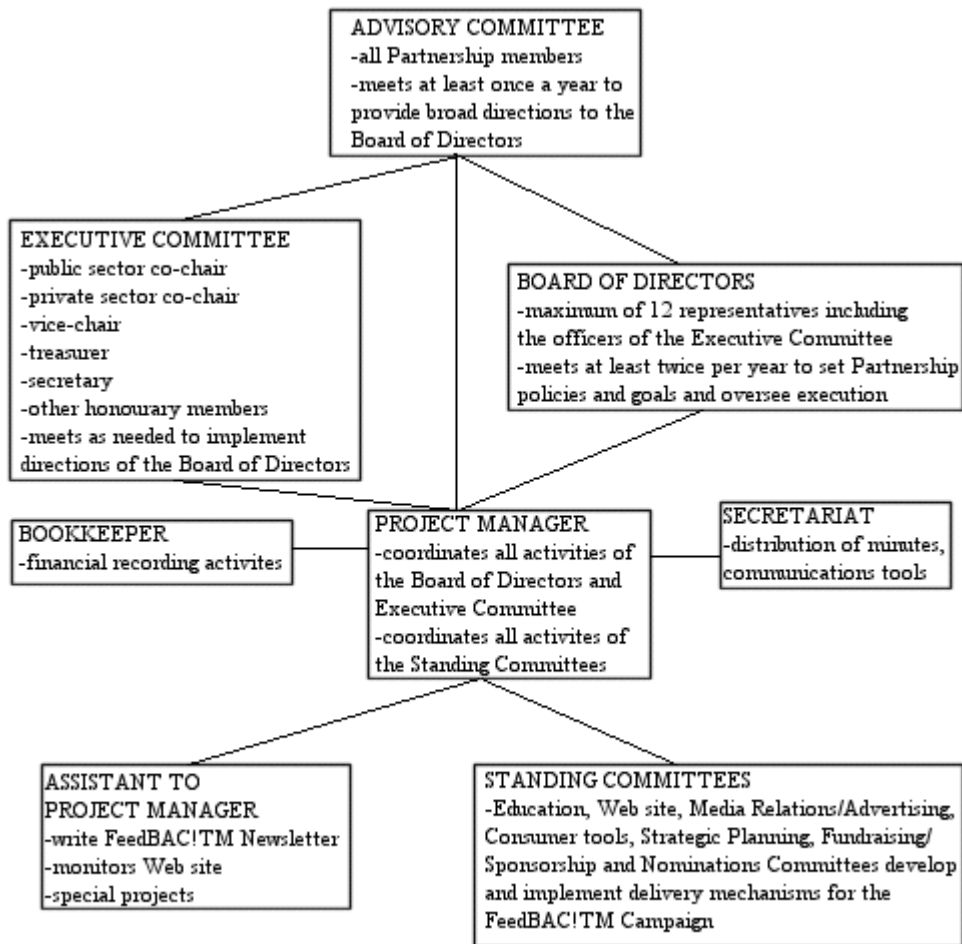 ADVISORY COMMITTEE
-all Partnership members
-meets at least once a year to
provide broad directions to the
Board of Directors
EXECUTIVE COMMITTEE
-public sector co-chair
-private sector co-chair
-vice-chair
-treasurer
-secretary
-other honourary members
-meets as needed to implement
directions of the Board of Directors
BOARD OF DIRECTORS
-maximum of 12 representatives including
the officers of the Executive Committee
-meets at least twice per year to set Partnership
policies and goals and oversee execution
BOOKKEEPER
-financial recording activites
PROJECT MANAGER
-coordinates all activities of
the Board of Directors and
Executive Committee
-coordinates all activites of
the Standing Committees
SECRETARIAT
-distribution of minutes,
communications tools
ASSISTANT TO
PROJECT MANAGER
-write FeedBAC!TM Newsletter
-monitors Web site
-special projects
STANDING COMMITTEES
-Education, Web site, Media Relations/Advertising,
Consumer tools, Strategic Planning, Fundraising/
Sponsorship and Nominations Committees develop
and implement delivery mechanisms for the
FeedBAC!TM Campaign